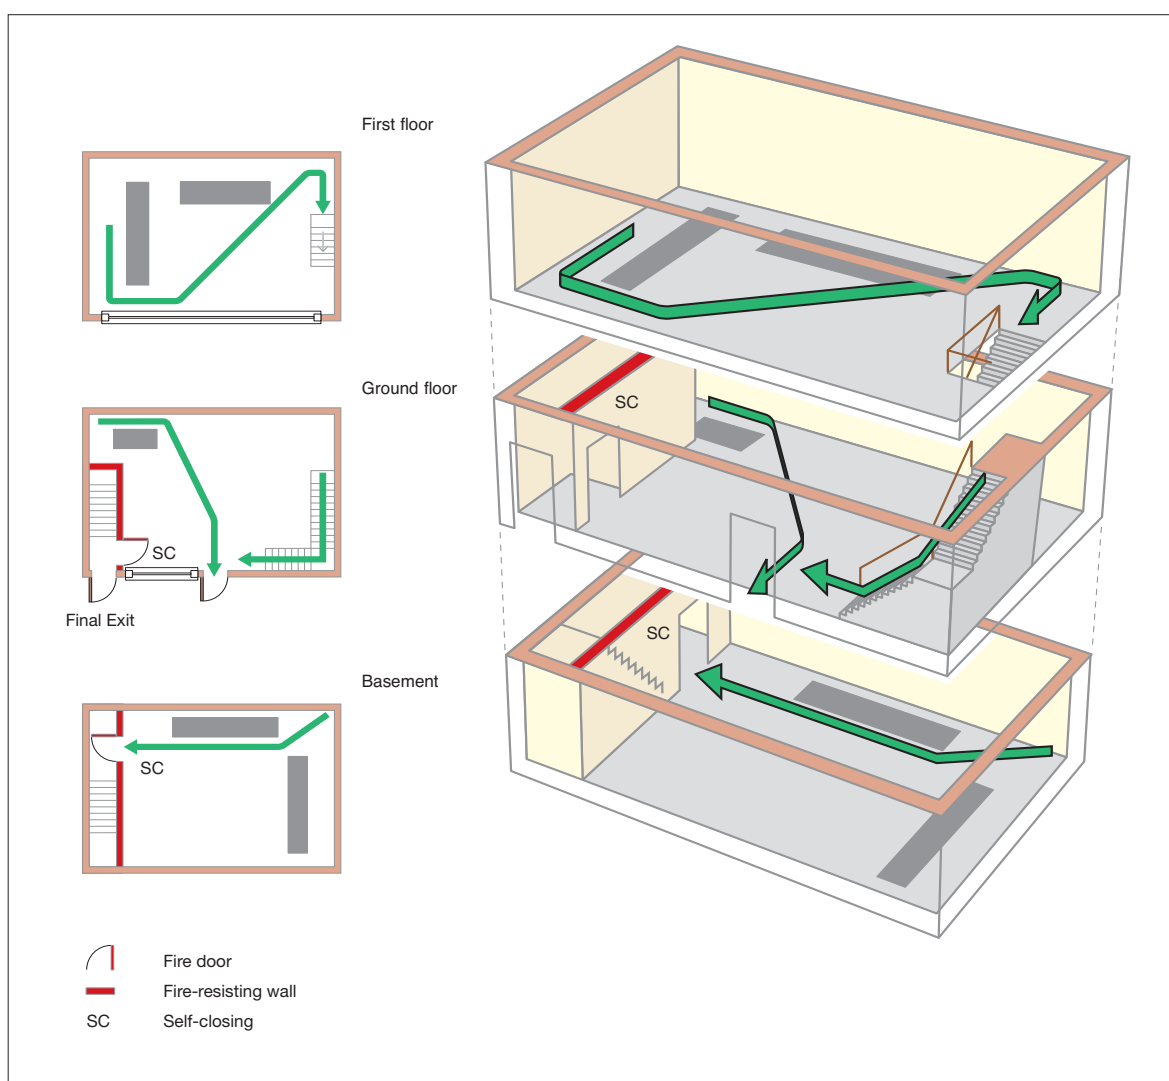 First floor
SC
Ground floor
SC
Final Exit
SC
Basement
SC
Fire door
Fire-resisting wall
SC Self-closing